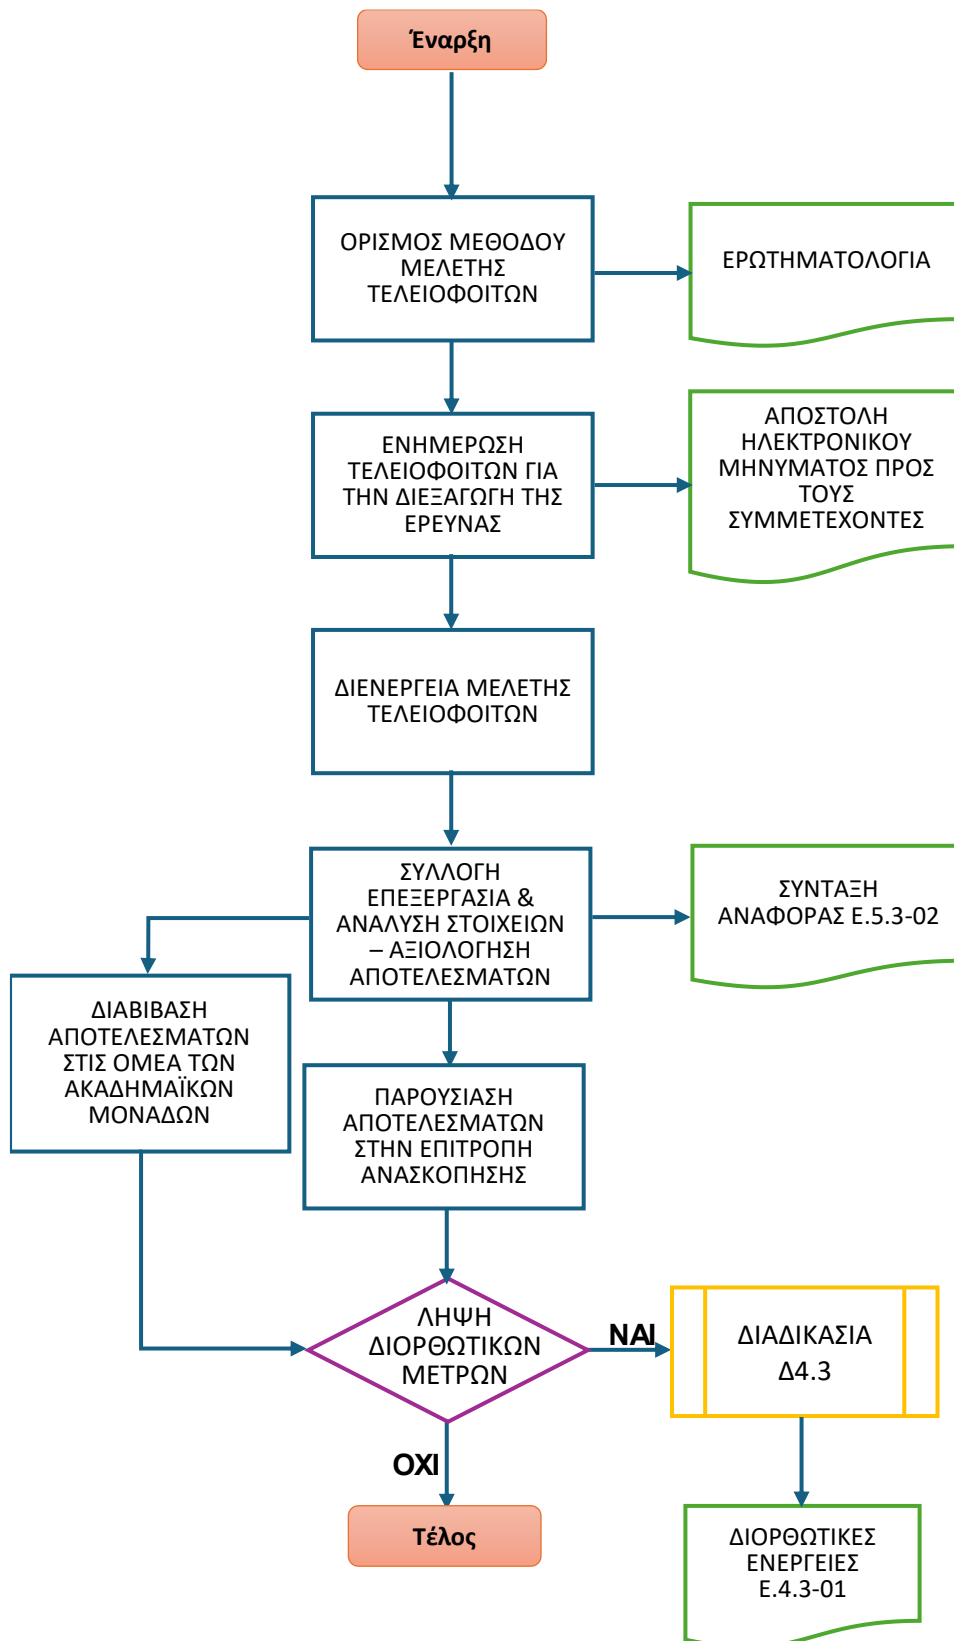 Έναρξη
ΟΡΙΣΜΟΣ ΜΕΘΟΔΟΥ
ΜΕΛΕΤΗΣ
ΤΕΛΕΙΟΦΟΙΤΩΝ
ΕΡΩΤΗΜΑΤΟΛΟΓΙΑ
ΕΝΗΜΕΡΩΣΗ
ΤΕΛΕΙΟΦΟΙΤΩΝ ΓΙΑ
ΤΗΝ ΔΙΕΞΑΓΩΓΗ ΤΗΣ
ΕΡΕΥΝΑΣ
ΑΠΟΣΤΟΛΗ
ΗΛΕΚΤΡΟΝΙΚΟΥ
ΜΗΝΥΜΑΤΟΣ ΠΡΟΣ
ΤΟΥΣ
ΣΥΜΜΕΤΕΧΟΝΤΕΣ
ΔΙΕΝΕΡΓΕΙΑ ΜΕΛΕΤΗΣ
ΤΕΛΕΙΟΦΟΙΤΩΝ
ΣΥΛΛΟΓΗ
ΕΠΕΞΕΡΓΑΣΙΑ &
ΑΝΑΛΥΣΗ ΣΤΟΙΧΕΙΩΝ
– ΑΞΙΟΛΟΓΗΣΗ
ΑΠΟΤΕΛΕΣΜΑΤΩΝ
ΣΥΝΤΑΞΗ
ΑΝΑΦΟΡΑΣ Ε.5.3-02
ΔΙΑΒΙΒΑΣΗ
ΑΠΟΤΕΛΕΣΜΑΤΩΝ
ΣΤΙΣ ΟΜΕΑ ΤΩΝ
ΑΚΑΔΗΜΑΪΚΩΝ
ΜΟΝΑΔΩΝ
ΠΑΡΟΥΣΙΑΣΗ
ΑΠΟΤΕΛΕΣΜΑΤΩΝ
ΣΤΗΝ ΕΠΙΤΡΟΠΗ
ΑΝΑΣΚΟΠΗΣΗΣ
ΛΗΨΗ
ΔΙΟΡΘΩΤΙΚΩΝ
ΜΕΤΡΩΝ
ΝΑΙ
ΔΙΑΔΙΚΑΣΙΑ
Δ4.3
ΟΧΙ
Τέλος
ΔΙΟΡΘΩΤΙΚΕΣ
ΕΝΕΡΓΕΙΕΣ
Ε.4.3-01